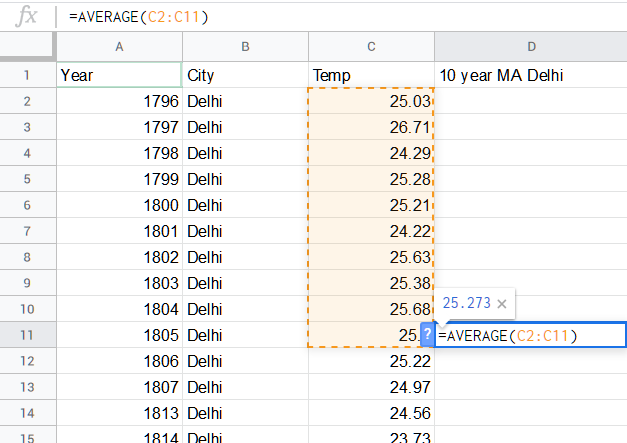 fx =AVERAGE(C2:C11)
A B C D
1 Year City Temp 10 year MA Delhi
2 1796 Delhi 25.03
3 1797 Delhi 26.71
4 1798 Delhi 24.29
5 1799 Delhi 25.28
6 1800 Delhi 25.21
7 1801 Delhi 24.22
8 1802 Delhi 25.63
9 1803 Delhi 25.38
10 1804 Delhi 25.68
25.273 ×
11 1805 Delhi ? =AVERAGE(C2:C11)
12 1806 Delhi 25.22
13 1807 Delhi 24.97
14 1813 Delhi 24.56
15 1814 Delhi 23.73